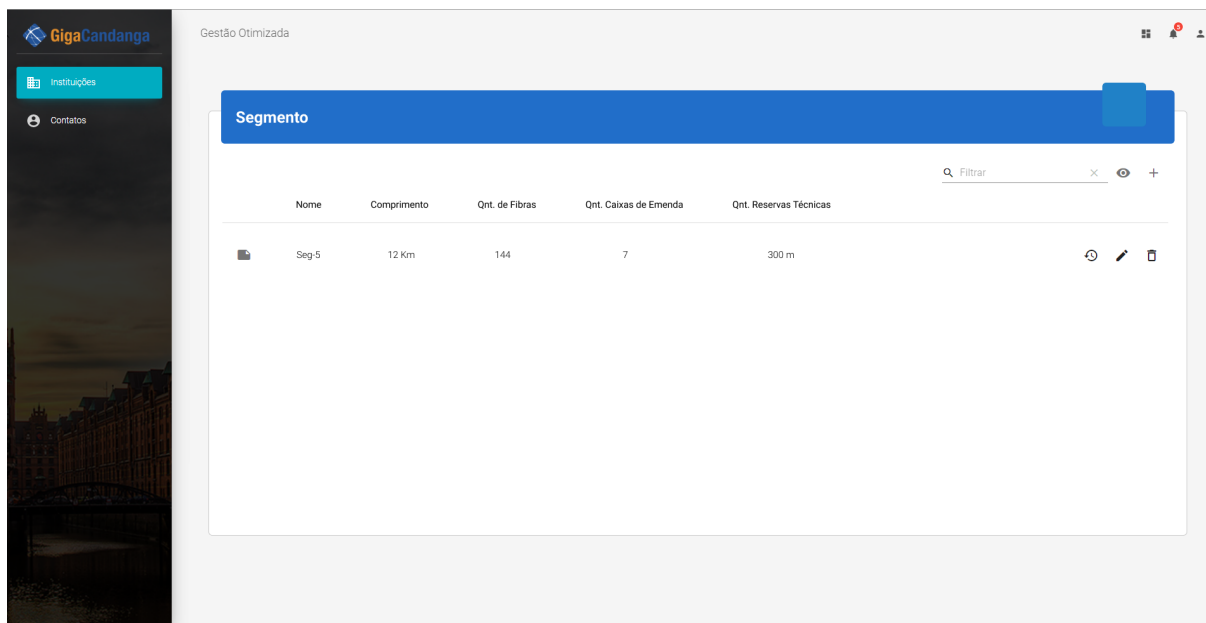 GigaCandanga
Gestão Otimizada
5
Instituições
Contatos
Segmento
Filtrar
Nome Comprimento Qnt. de Fibras Qnt. Caixas de Emenda Qnt. Reservas Técnicas
Seg-5 12 Km 144 7 300 m